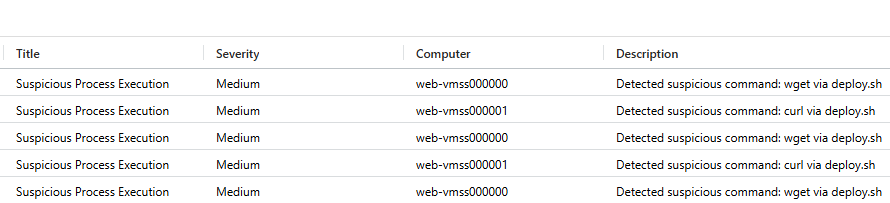 Title Severity Computer Description
Suspicious Process Execution Medium web-vmss000000 Detected suspicious command: wget via deploy.sh
Suspicious Process Execution Medium web-vmss000001 Detected suspicious command: curl via deploy.sh
Suspicious Process Execution Medium web-vmss000000 Detected suspicious command: wget via deploy.sh
Suspicious Process Execution Medium web-vmss000001 Detected suspicious command: curl via deploy.sh
Suspicious Process Execution Medium web-vmss000000 Detected suspicious command: wget via deploy.sh